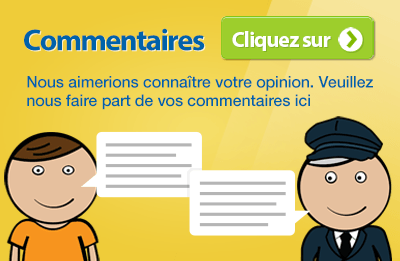 Commentaires
Cliquez sur
Nous aimerions connaître votre opinion. Veuillez
nous faire part de vos commentaires ici